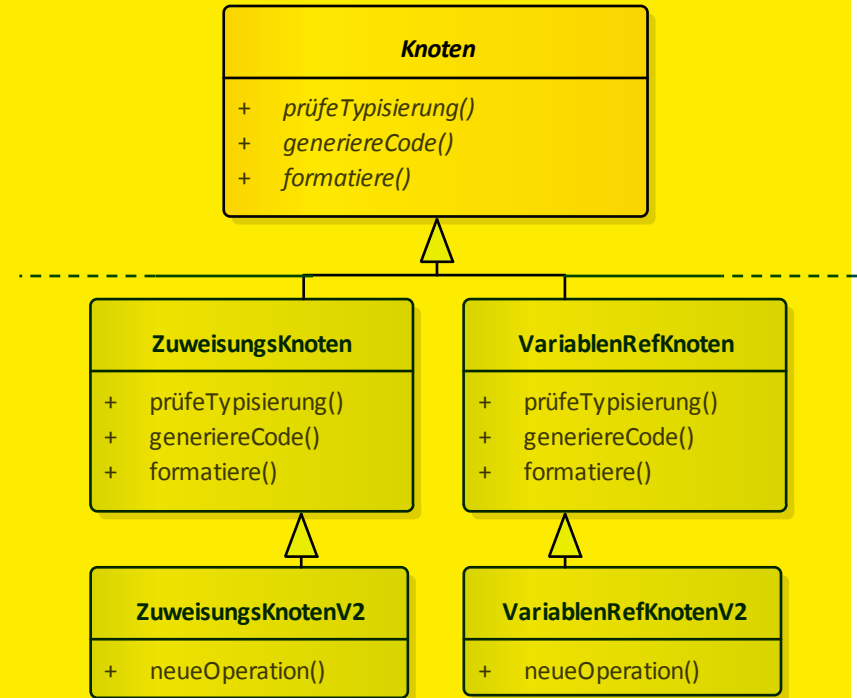 Knoten
+ prüfeTypisierung()
+ generiereCode()
+ formatiere()
ZuweisungsKnoten
+ prüfeTypisierung()
+ generiereCode()
+ formatiere()
VariablenRefKnoten
+ prüfeTypisierung()
+ generiereCode()
+ formatiere()
ZuweisungsKnotenV2
+ neueOperation()
VariablenRefKnotenV2
+ neueOperation()